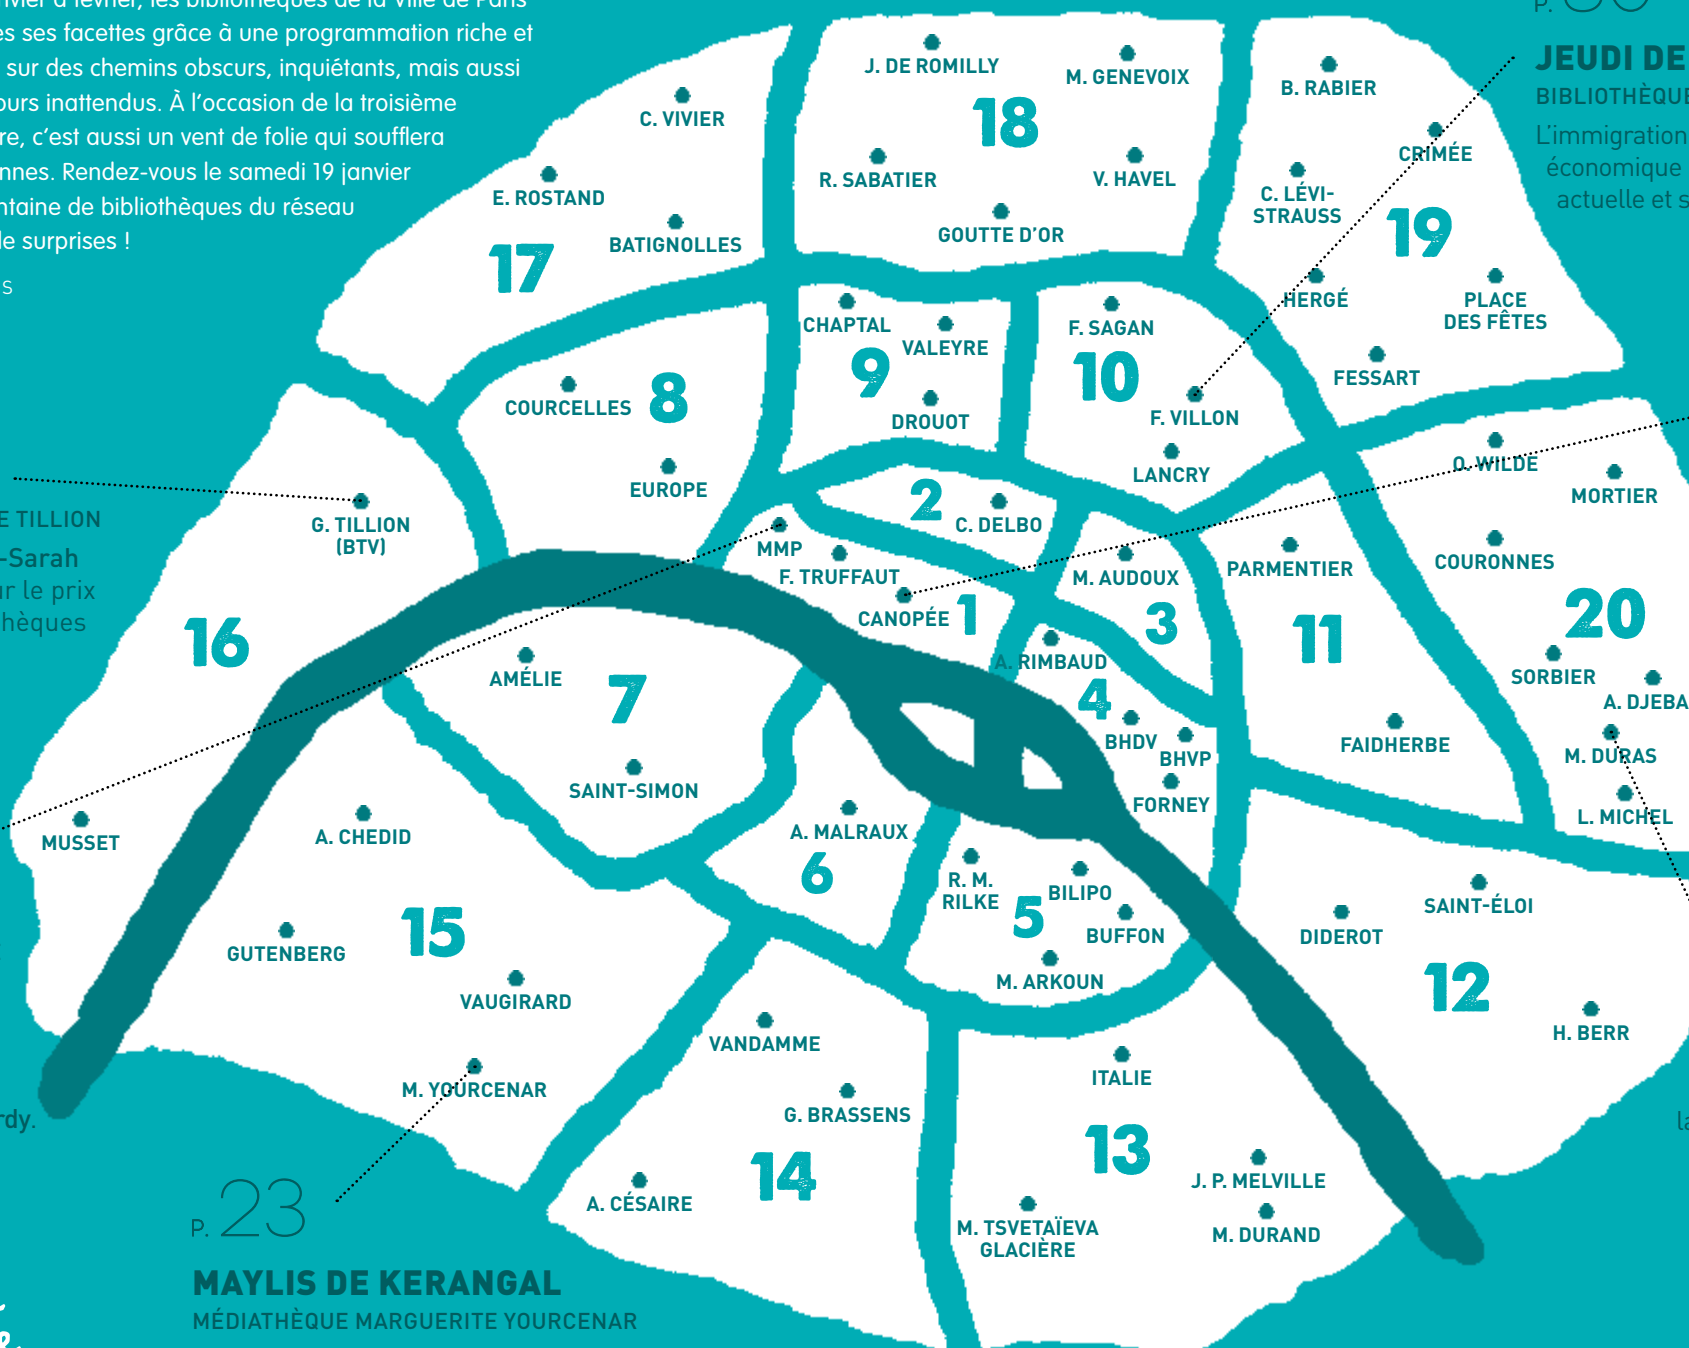 es ses facettes grâce à une programmation riche et
sur des chemins obscurs, inquiétants, mais aussi
ours inattendus. À l'occasion de la troisième
re, c'est aussi un vent de folie qui soufflera
nnes. Rendez-vous le samedi 19 janvier
ntaine de bibliothèques du réseau
de surprises !
s
P.
JEUDI DE
BIBLIOTHÈQUE
L'immigration
économique
actuelle et s
J. DE ROMILLY
M. GENEVOIX
18
R. SABATIER
V. HAVEL
GOUTTE D'OR
C. VIVIER
E. ROSTAND
BATIGNOLLES
17
B. RABIER
CRIMÉE
C. LÉVI-
STRAUSS
19
HERGÉ
PLACE
DES FÊTES
FESSART
CHAPTAL
VALEYRE
9
DROUOT
F. SAGAN
10
F. VILLON
LANCRY
COURCELLES
8
EUROPE
2
C. DELBO
G. TILLION
(BTV)
16
MUSSET
E TILLION
-Sarah
ur le prix
hèques
MMP
F. TRUFFAUT
CANOPÉE
1
M. AUDOUX
3
PARMENTIER
11
FAIDHERBE
O. WILDE
MORTIER
COURONNES
20
SORBIER
A. DJEBA
M. DURAS
L. MICHEL
A. RIMBAUD
4
BHDV
BHVP
FORNEY
AMÉLIE
7
SAINT-SIMON
A. MALRAUX
6
R. M.
RILKE
5
BILIPO
BUFFON
M. ARKOUN
SAINT-ÉLOI
DIDEROT
12
H. BERR
A. CHEDID
15
GUTENBERG
VAUGIRARD
M. YOURCENAR
VANDAMME
G. BRASSENS
14
A. CÉSAIRE
ITALIE
13
J. P. MELVILLE
M. DURAND
M. TSVETAÏEVA
GLACIÈRE
rdy.
la
P. 23
MAYLIS DE KERANGAL
MÉDIATHÈQUE MARGUERITE YOURCENAR